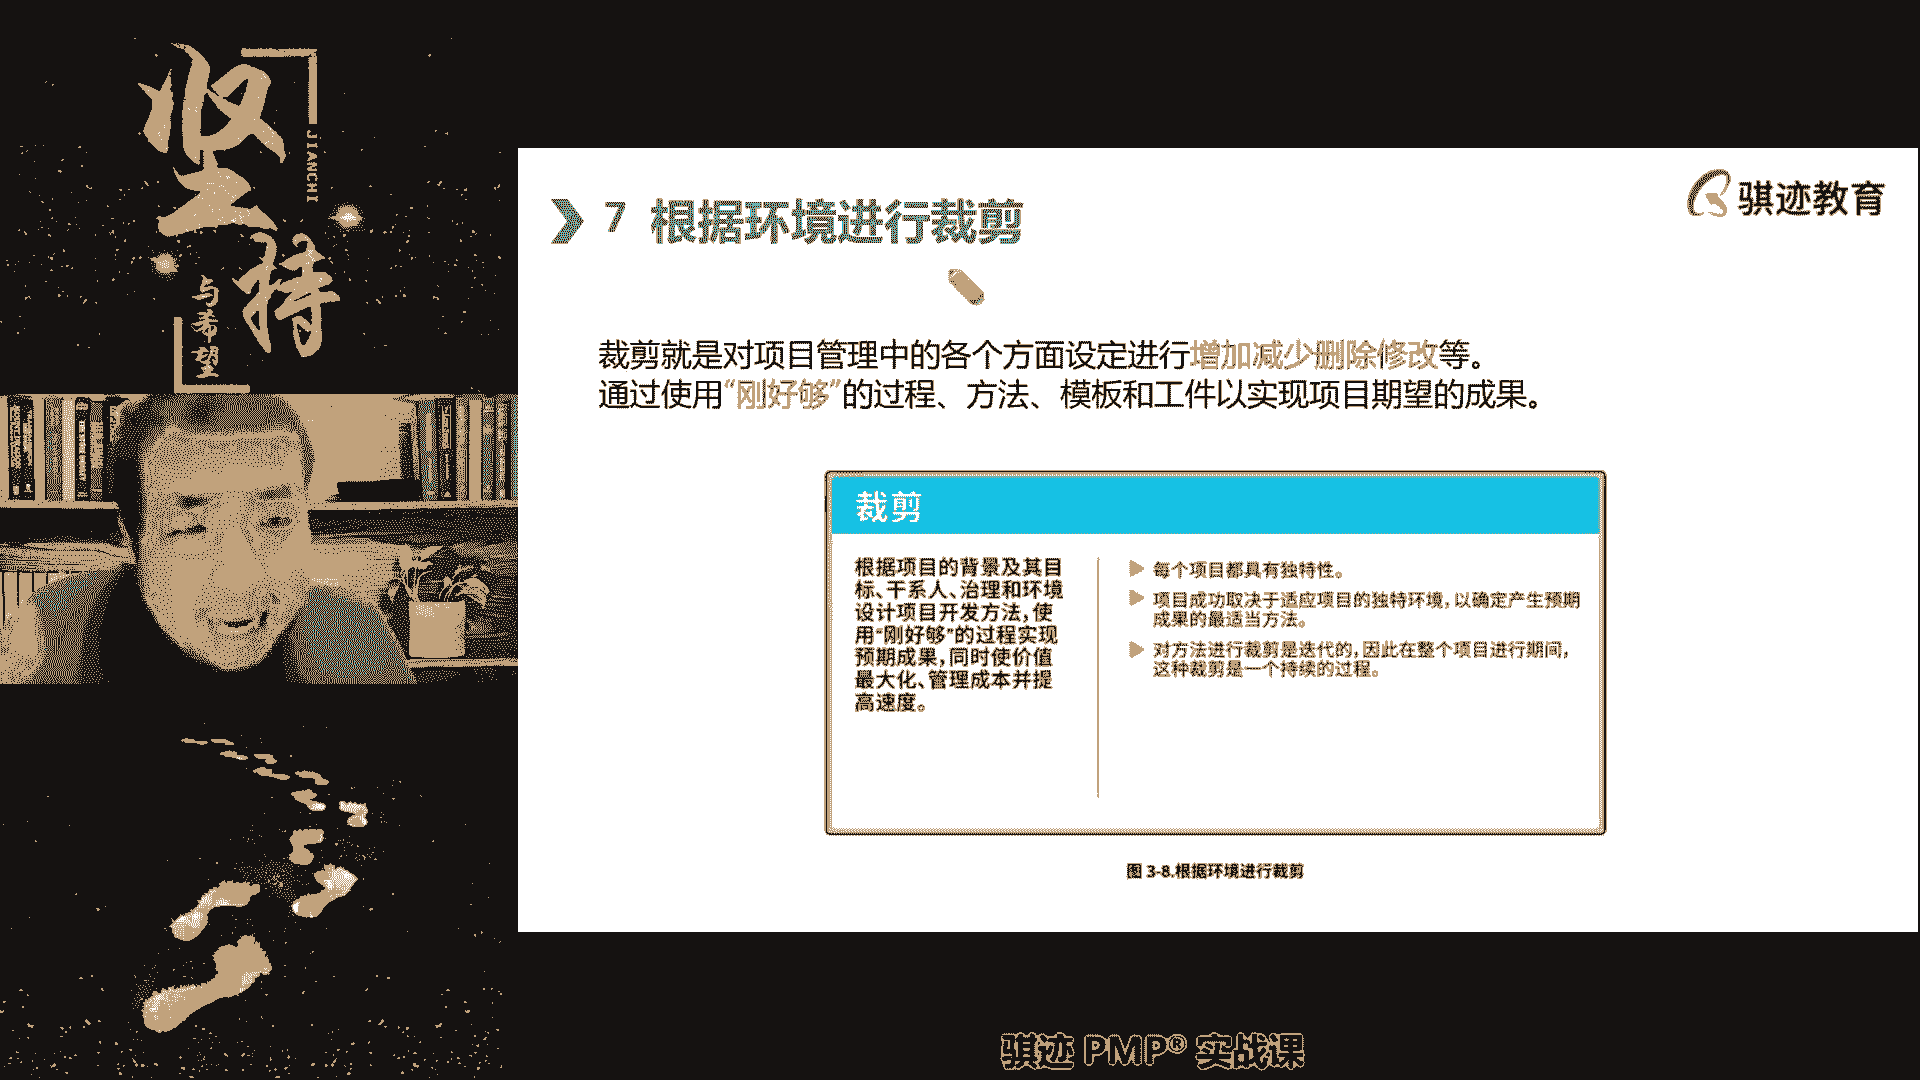 坚持
JIANCHI
与希望
骐迹教育
7 根据环境进行裁剪
裁剪就是对项目管理中的各个方面设定进行增加减少删除修改等。
通过使用“刚好够”的过程、方法、模板和工件以实现项目期望的成果。
裁剪
根据项目的背景及其目
标、干系人、治理和环境
设计项目开发方法,使
用“刚好够”的过程实现
预期成果,同时使价值
最大化、管理成本并提
高速度。
每个项目都具有独特性。
项目成功取决于适应项目的独特环境,以确定产生预期
成果的最适当方法。
对方法进行裁剪是迭代的,因此在整个项目进行期间,
这种裁剪是一个持续的过程。
图 3-8.根据环境进行裁剪
骐迹 PMP® 实战课